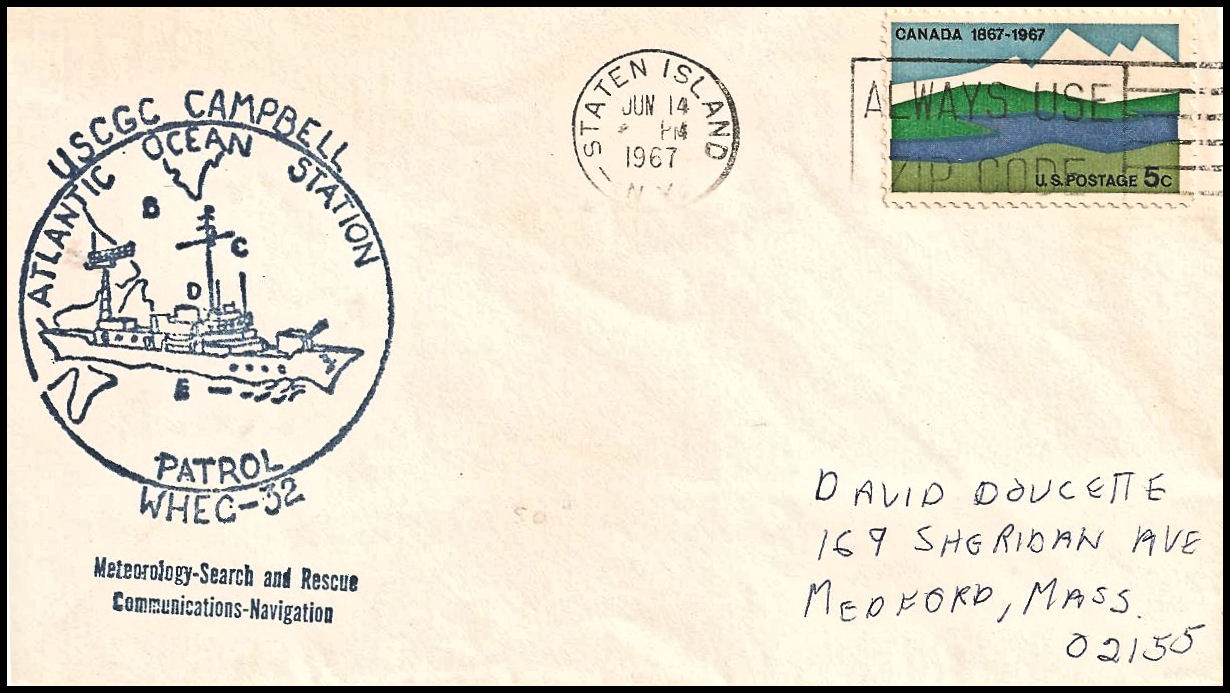 USCGC CAMPBELL
ATLANTIC OCEAN STATION
B
C
D
E
PATROL
WHEC-32
Meteorology-Search and Rescue
Communications-Navigation
STATEN ISLAND
JUN 14
PM
1967
N.Y.
CANADA 1867-1967
ALWAYS USE
ZIP CODE
U.S. POSTAGE 5c
DAVID DOUCETTE
169 SHERIDAN AVE
MEDFORD, MASS.
02155